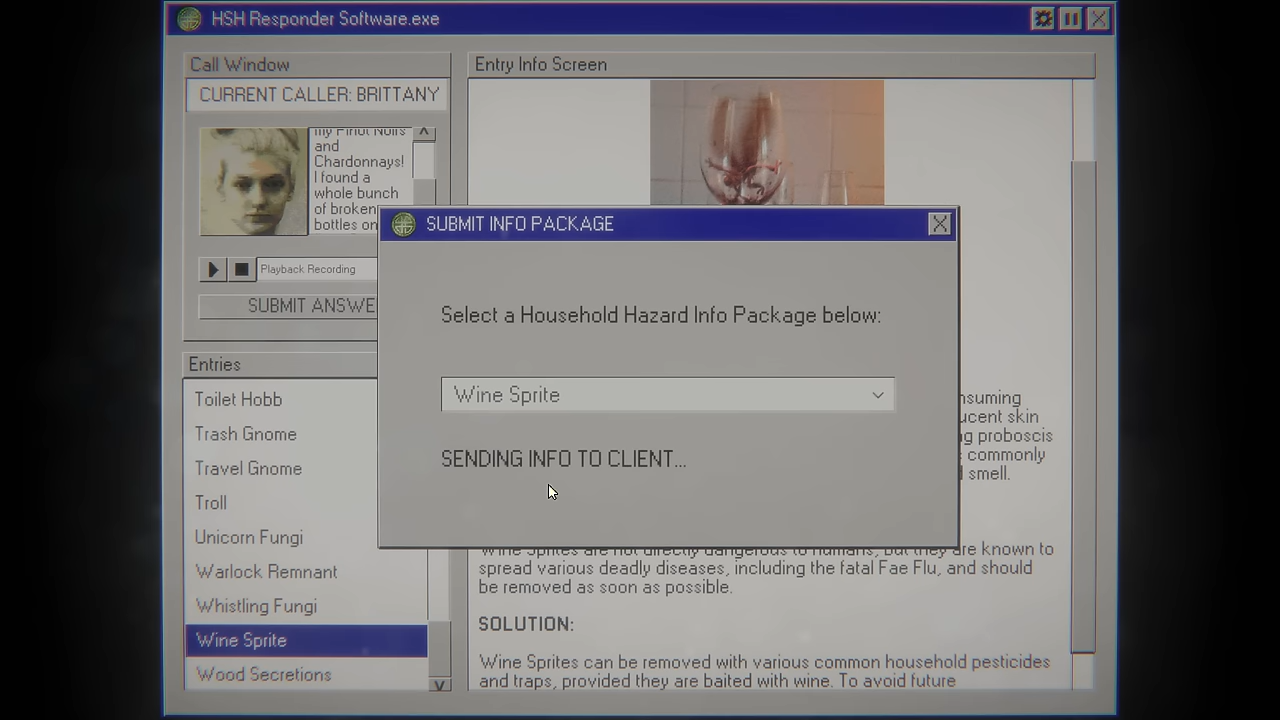 HSH Responder Software.exe
Call Window
CURRENT CALLER: BRITTANY
my Pinot Noirs
and
Chardonnays!
I found a
whole bunch
of broken
bottles on
Playback Recording
SUBMIT ANSWE
Entries
Toilet Hobb
Trash Gnome
Travel Gnome
Troll
Unicorn Fungi
Warlock Remnant
Whistling Fungi
Wine Sprite
Wood Secretions
Entry Info Screen
SUBMIT INFO PACKAGE
Select a Household Hazard Info Package below:
Wine Sprite
SENDING INFO TO CLIENT...
nsuming
ucent skin
ng proboscis
commonly
d smell.
Wine Sprites are not directly dangerous to humans, but they are known to
spread various deadly diseases, including the fatal Fae Flu, and should
be removed as soon as possible.
SOLUTION:
Wine Sprites can be removed with various common household pesticides
and traps, provided they are baited with wine. To avoid future